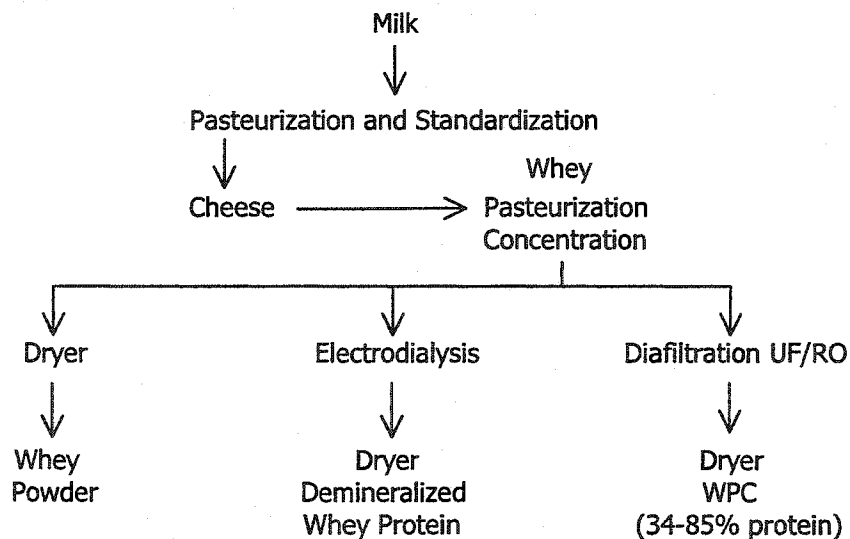 Milk
Pasteurization and Standardization
Whey
Cheese
Pasteurization
Concentration
Dryer
Electrodialysis
Diafiltration UF/RO
Whey
Powder
Dryer
Demineralized
Whey Protein
Dryer
WPC
(34-85% protein)